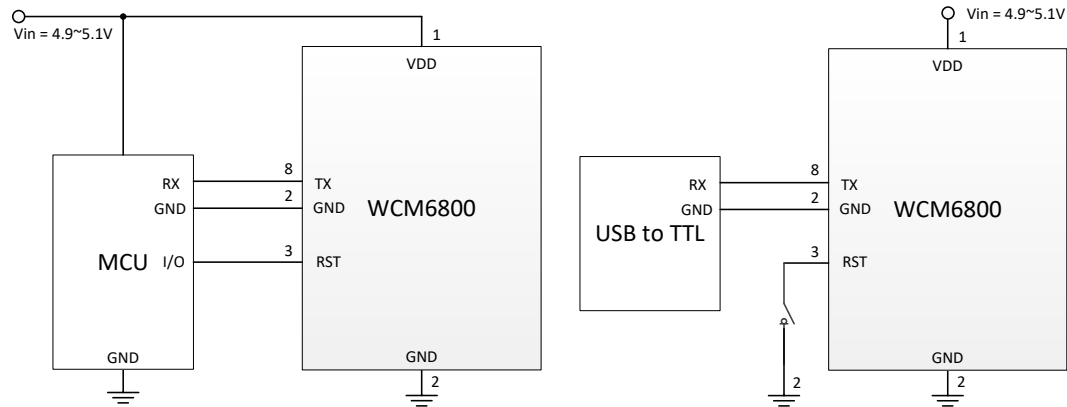 Vin = 4.9~5.1V
1
VDD
RX
8
TX
GND
2
GND
WCM6800
MCU
I/O
3
RST
GND
GND
2
Vin = 4.9~5.1V
1
VDD
RX
8
TX
GND
2
GND
WCM6800
USB to TTL
3
RST
GND
2
2